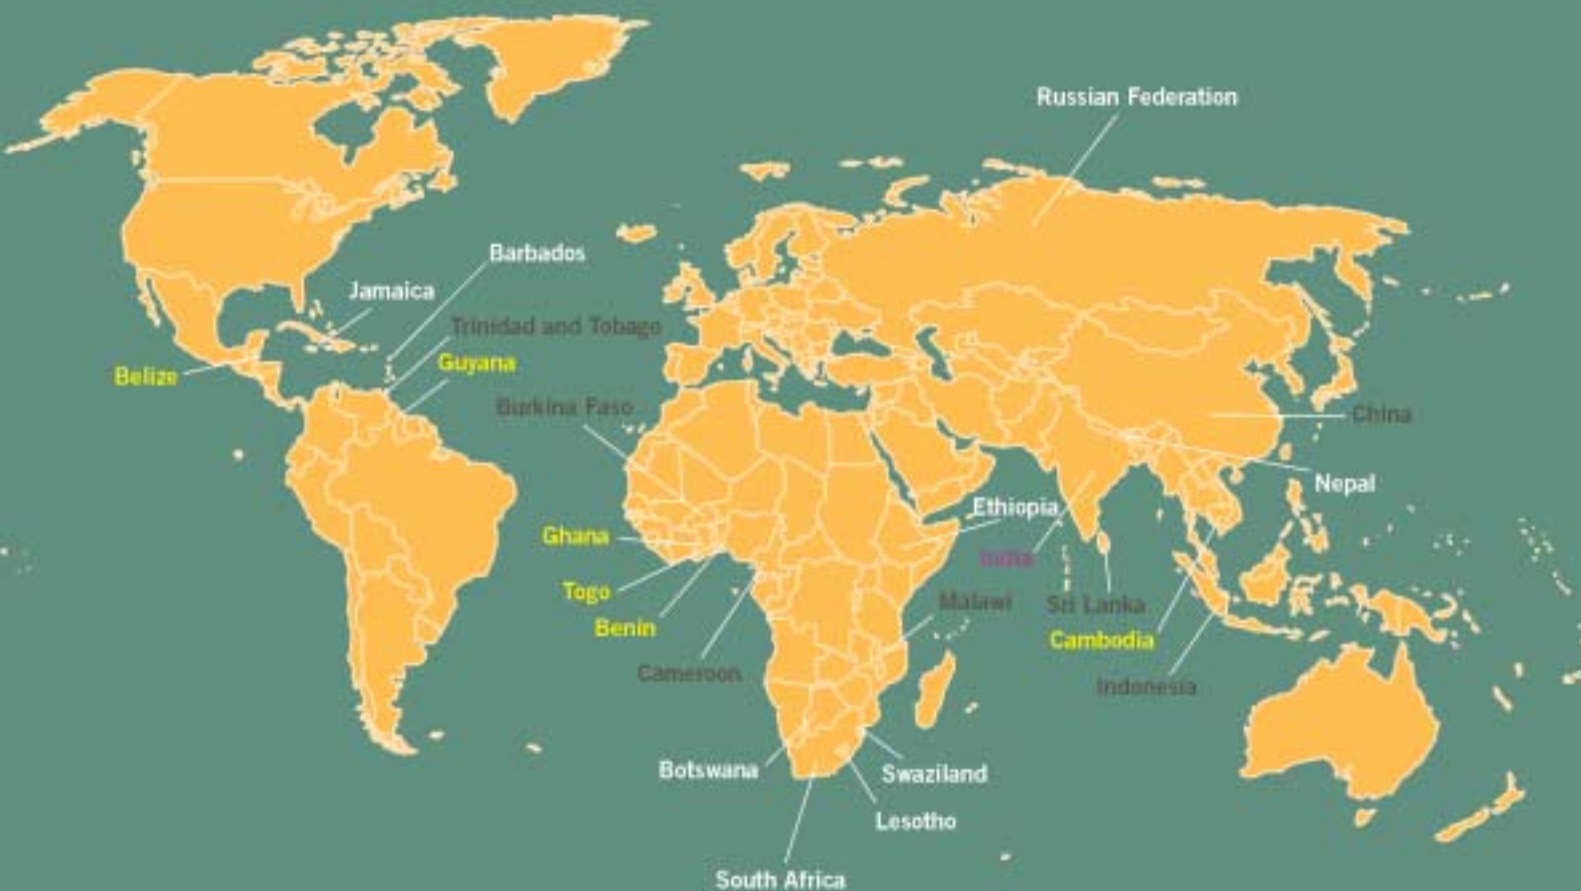 Russian Federation
Barbados
Jamaica
Trinidad and Tobago
Guyana
Belize
Burkina Faso
China
Nepal
Ethiopia
Ghana
India
Togo
Malawi
Sri Lanka
Benin
Cambodia
Cameroon
Indonesia
Botswana
Swaziland
Lesotho
South Africa